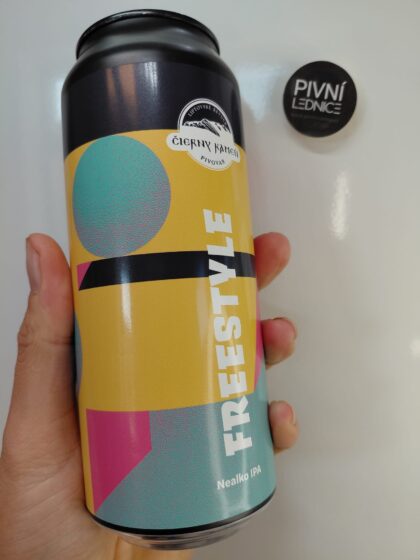 PIVNÍ
LEDNICE
ČIERNY KAMEŇ
PIVOVAR
FREESTYLE
Nealko IPA